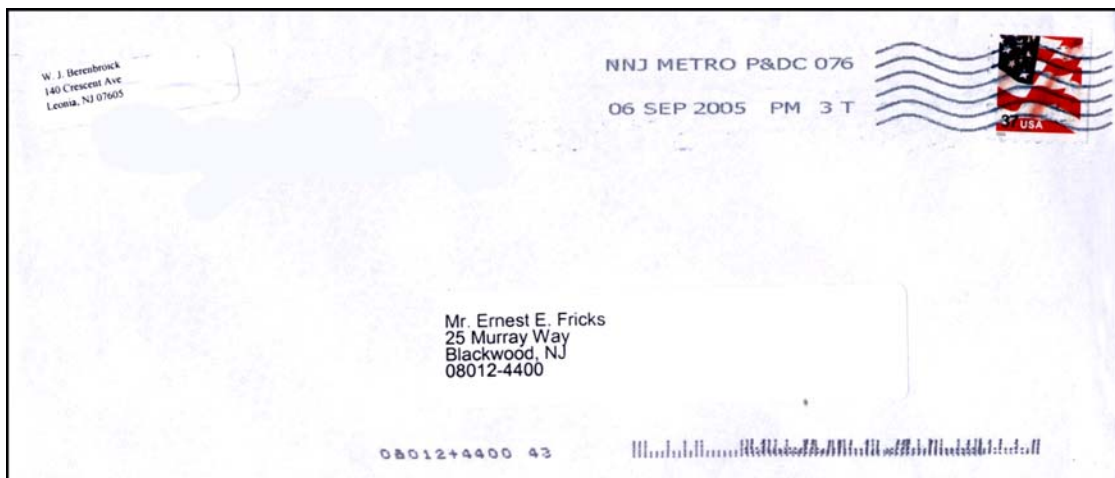 W. J. Berenbroick
140 Crescent Ave
Leonia, NJ 07605
NNJ METRO P&DC 076
06 SEP 2005 PM 3 T
37 USA
Mr. Ernest E. Fricks
25 Murray Way
Blackwood, NJ
08012-4400
08012+4400 43